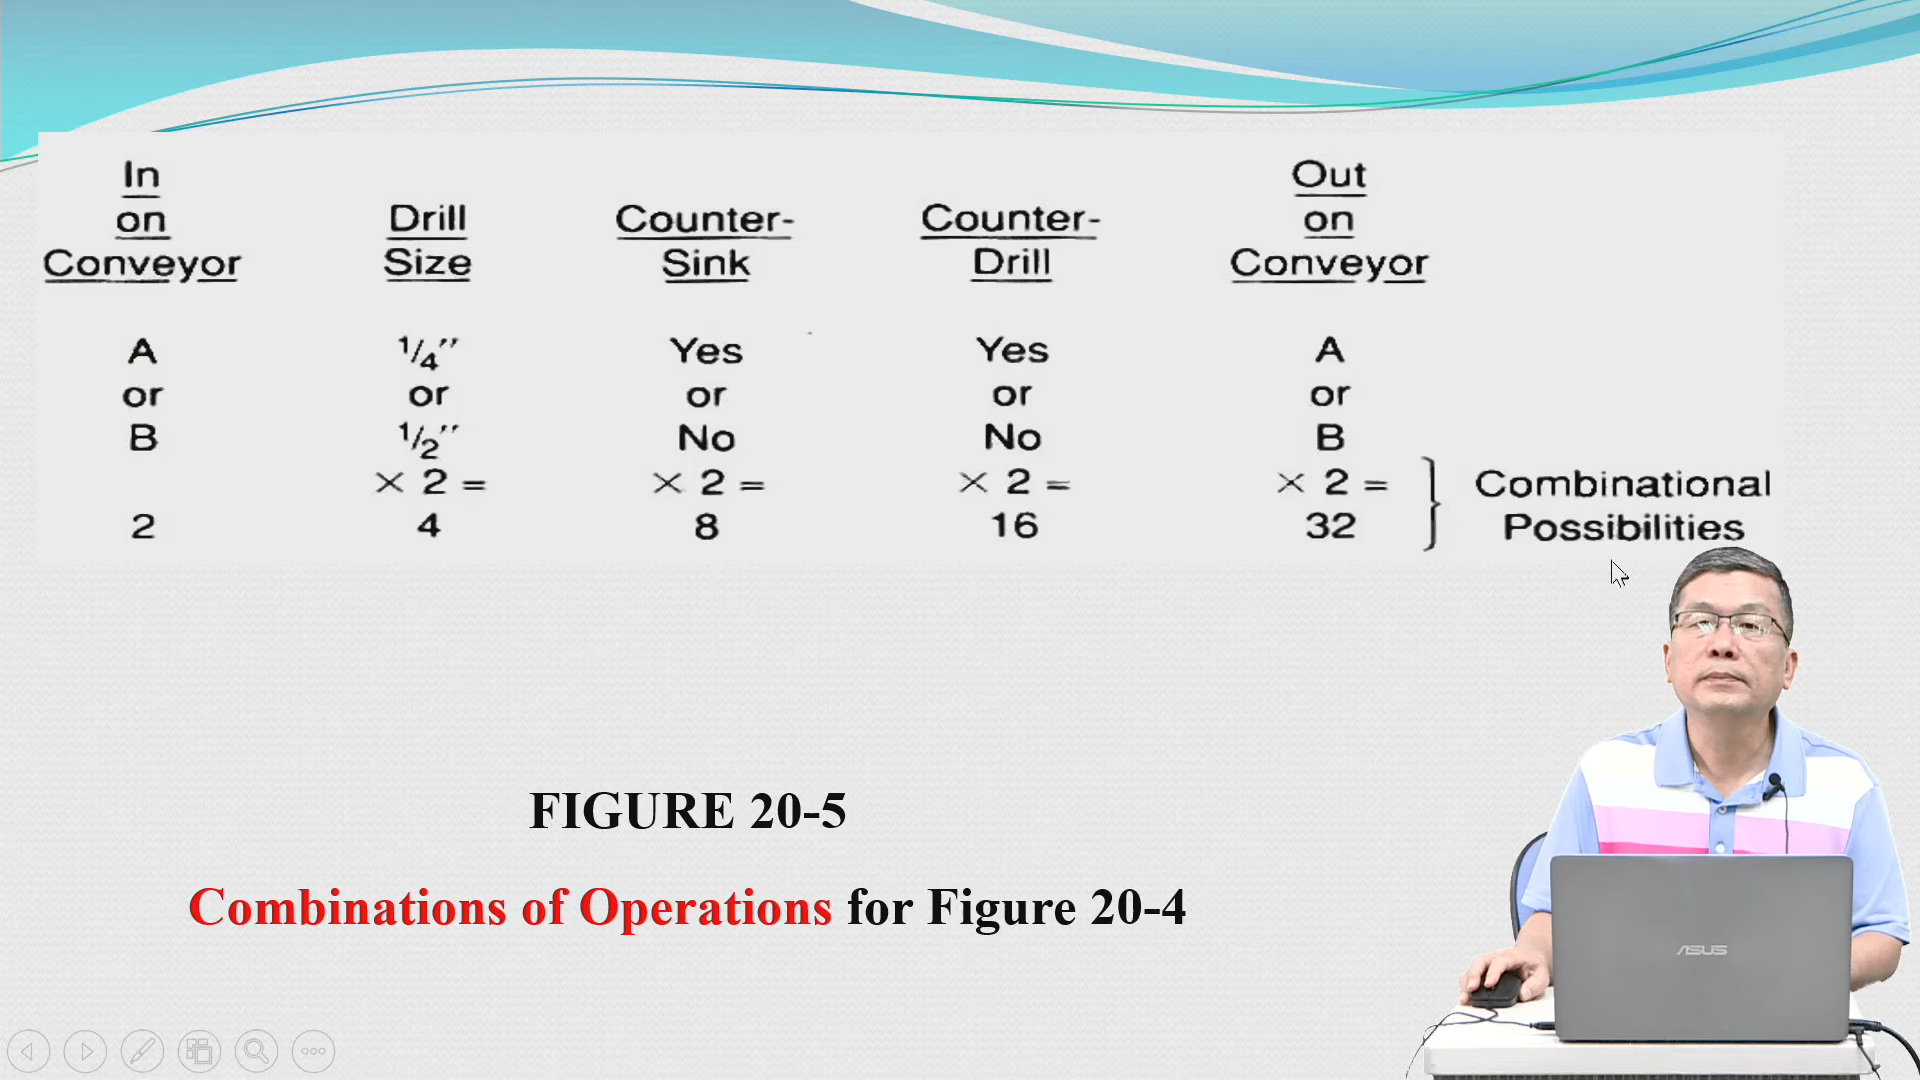 In
on
Conveyor
Drill
Size
Counter-
Sink
Counter-
Drill
Out
on
Conveyor
A
or
B
2
1/4"
or
1/2"
× 2 =
4
Yes
or
No
× 2 =
8
Yes
or
No
× 2 =
16
A
or
B
× 2 =
32
Combinational
Possibilities
FIGURE 20-5
Combinations of Operations for Figure 20-4
ASUS